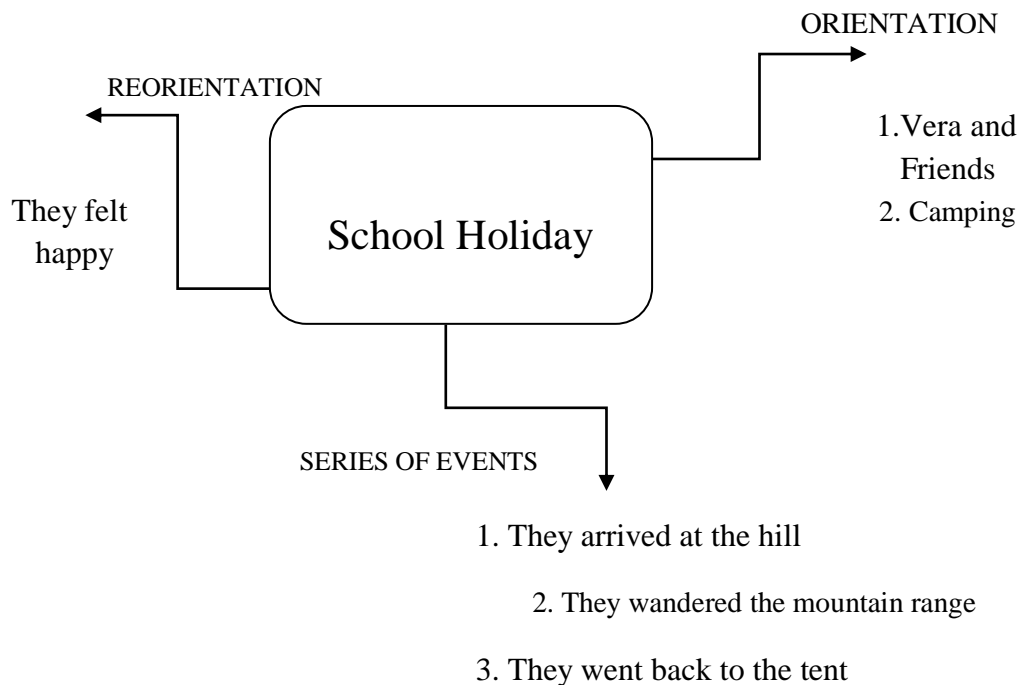 ORIENTATION
REORIENTATION
1.Vera and
Friends
2. Camping
They felt
happy
School Holiday
SERIES OF EVENTS
1. They arrived at the hill
2. They wandered the mountain range
3. They went back to the tent